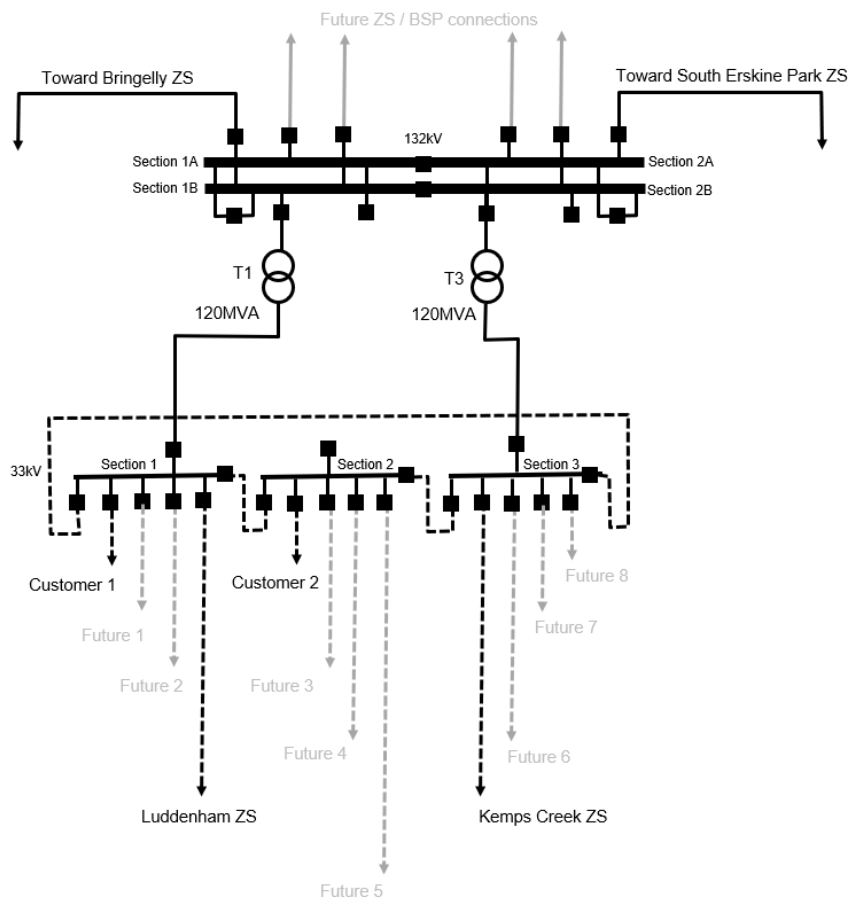 Future ZS / BSP connections
Toward Bringelly ZS
Toward South Erskine Park ZS
132kV
Section 1A
Section 2A
Section 1B
Section 2B
T1
T3
120MVA
120MVA
33kV
Section 1
Section 2
Section 3
Customer 1
Customer 2
Future 8
Future 1
Future 7
Future 2
Future 3
Future 4
Future 6
Luddenham ZS
Kemps Creek ZS
Future 5